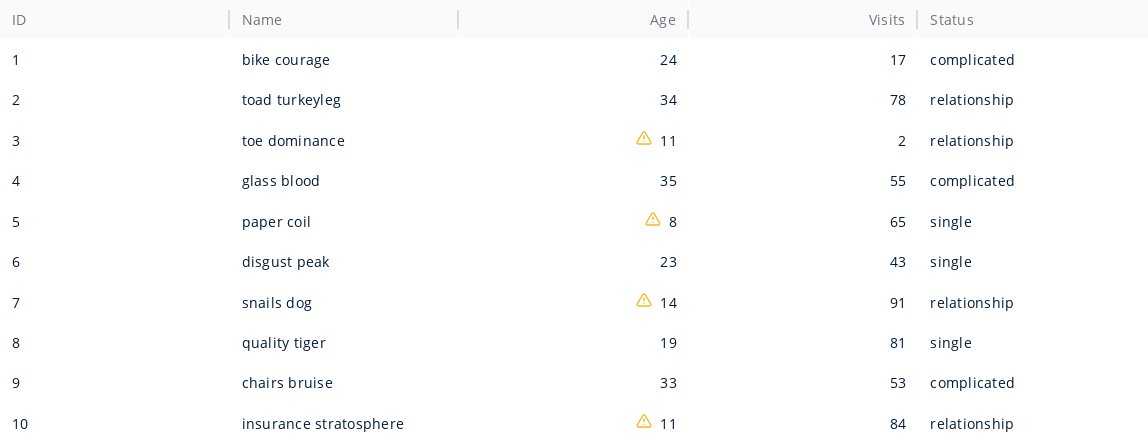 ID Name Age Visits Status
1 bike courage 24 17 complicated
2 toad turkeyleg 34 78 relationship
3 toe dominance 11 2 relationship
4 glass blood 35 55 complicated
5 paper coil 8 65 single
6 disgust peak 23 43 single
7 snails dog 14 91 relationship
8 quality tiger 19 81 single
9 chairs bruise 33 53 complicated
10 insurance stratosphere 11 84 relationship